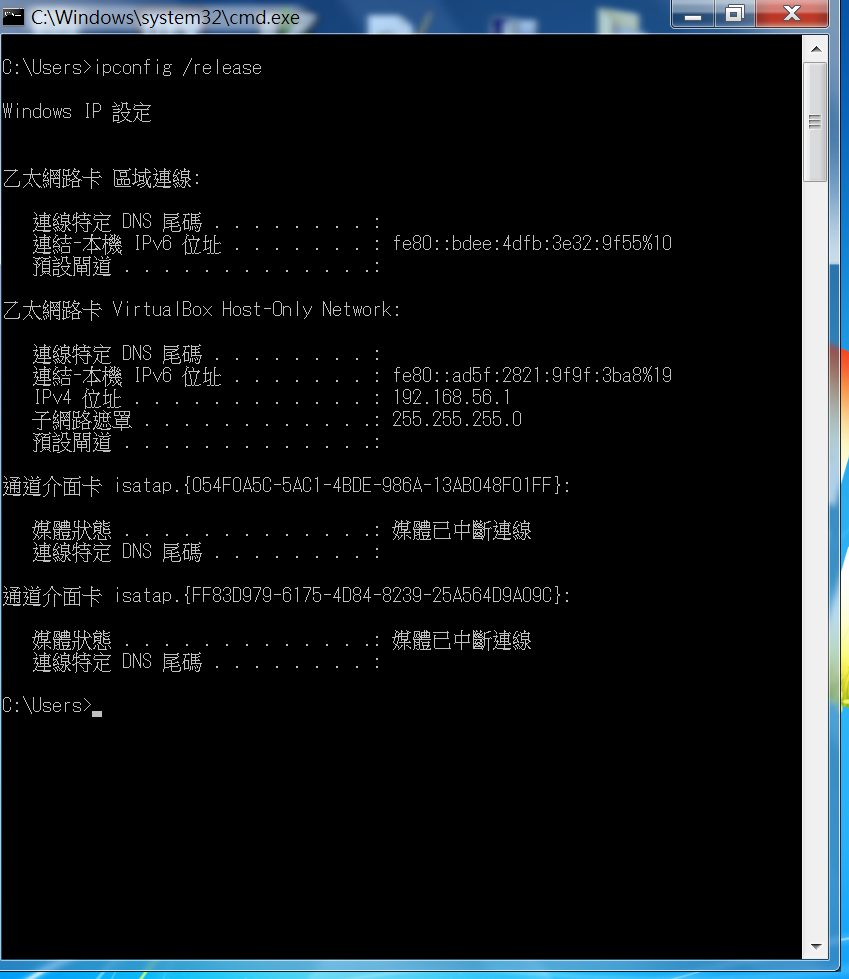 C:\Windows\system32\cmd.exe
C:\Users>ipconfig /release
Windows IP 設定
乙太網路卡 區域連線:
連線特定 DNS 尾碼 . . . . . . . . :
連結-本機 IPv6 位址 . . . . . . . : fe80::bdee:4dfb:3e32:9f55%10
預設閘道 . . . . . . . . . . . . .:
乙太網路卡 VirtualBox Host-Only Network:
連線特定 DNS 尾碼 . . . . . . . . :
連結-本機 IPv6 位址 . . . . . . . : fe80::ad5f:2821:9f9f:3ba8%19
IPv4 位址 . . . . . . . . . . . . : 192.168.56.1
子網路遮罩 . . . . . . . . . . . .: 255.255.255.0
預設閘道 . . . . . . . . . . . . .:
通道介面卡 isatap.{054F0A5C-5AC1-4BDE-986A-13AB048F01FF}:
媒體狀態 . . . . . . . . . . . . .: 媒體已中斷連線
連線特定 DNS 尾碼 . . . . . . . . :
通道介面卡 isatap.{FF83D979-6175-4D84-8239-25A564D9A09C}:
媒體狀態 . . . . . . . . . . . . .: 媒體已中斷連線
連線特定 DNS 尾碼 . . . . . . . . :
C:\Users>